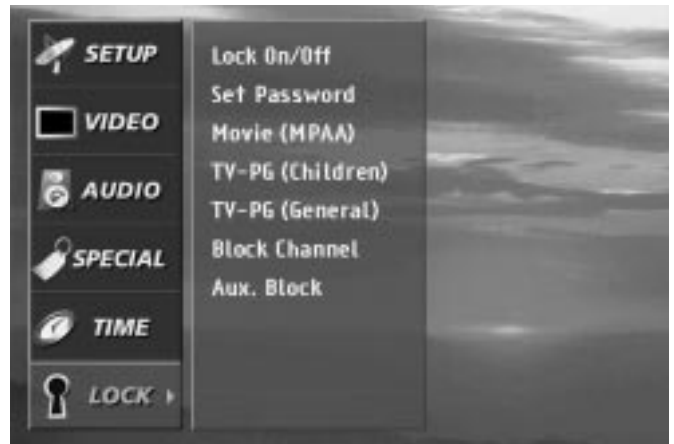 SETUP
VIDEO
AUDIO
SPECIAL
TIME
LOCK
Lock On/Off
Set Password
Movie (MPAA)
TV-PG (Children)
TV-PG (General)
Block Channel
Aux. Block